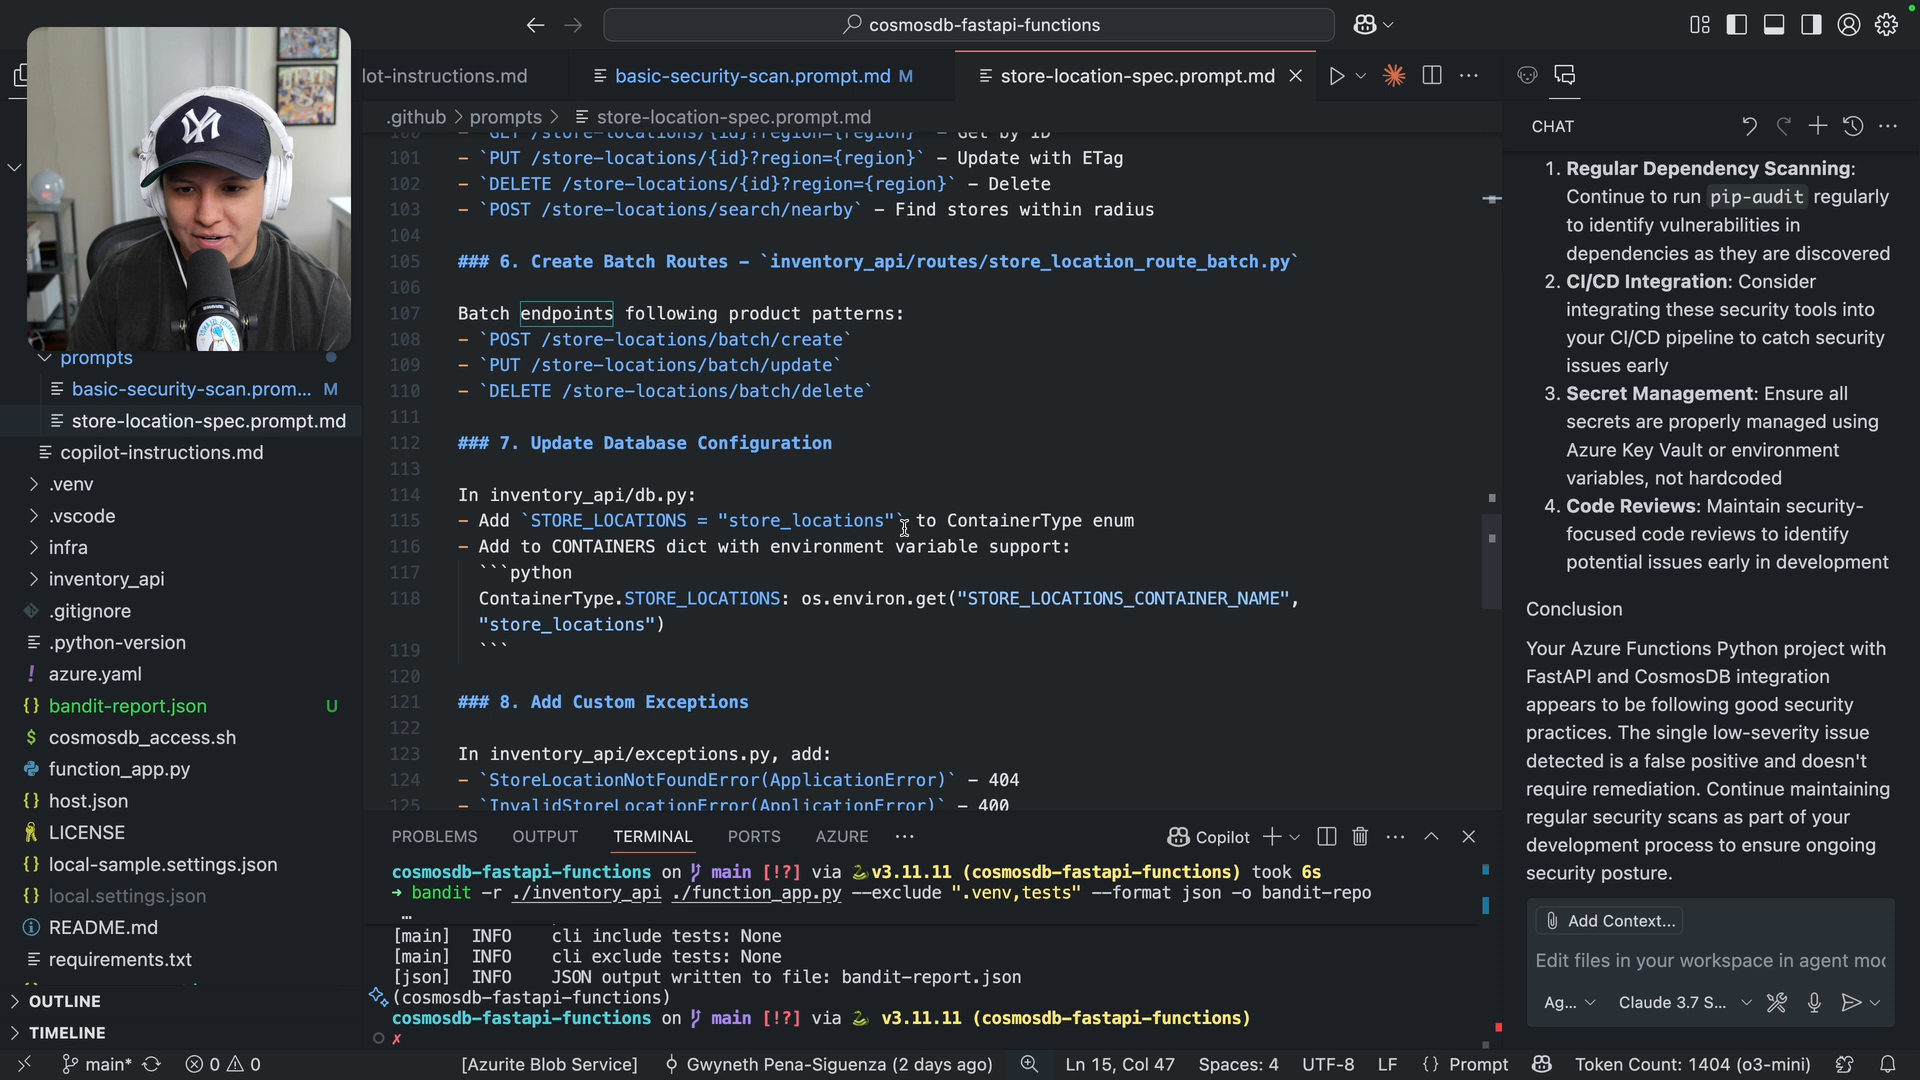 cosmosdb-fastapi-functions
lot-instructions.md
basic-security-scan.prompt.md M
store-location-spec.prompt.md
.github > prompts > store-location-spec.prompt.md
100 - `GET /store-locations/{id}?region={region}` - Get by ID
101 - `PUT /store-locations/{id}?region={region}` - Update with ETag
102 - `DELETE /store-locations/{id}?region={region}` - Delete
103 - `POST /store-locations/search/nearby` - Find stores within radius
104
105 ### 6. Create Batch Routes - `inventory_api/routes/store_location_route_batch.py`
106
107 Batch endpoints following product patterns:
108 - `POST /store-locations/batch/create`
109 - `PUT /store-locations/batch/update`
110 - `DELETE /store-locations/batch/delete`
111
112 ### 7. Update Database Configuration
113
114 In inventory_api/db.py:
115 - Add `STORE_LOCATIONS = "store_locations"` to ContainerType enum
116 - Add to CONTAINERS dict with environment variable support:
117 ```python
118 ContainerType.STORE_LOCATIONS: os.environ.get("STORE_LOCATIONS_CONTAINER_NAME",
"store_locations")
119 ```
120
121 ### 8. Add Custom Exceptions
122
123 In inventory_api/exceptions.py, add:
124 - `StoreLocationNotFoundError(ApplicationError)` - 404
125 - `InvalidStoreLocationError(ApplicationError)` - 400
prompts
basic-security-scan.prom... M
store-location-spec.prompt.md
copilot-instructions.md
.venv
.vscode
infra
inventory_api
.gitignore
.python-version
azure.yaml
bandit-report.json U
cosmosdb_access.sh
function_app.py
host.json
LICENSE
local-sample.settings.json
local.settings.json
README.md
requirements.txt
OUTLINE
TIMELINE
PROBLEMS OUTPUT TERMINAL PORTS AZURE ... Copilot
cosmosdb-fastapi-functions on main [!?] via v3.11.11 (cosmosdb-fastapi-functions) took 6s
→ bandit -r ./inventory_api ./function_app.py --exclude ".venv,tests" --format json -o bandit-repo
…
[main] INFO cli include tests: None
[main] INFO cli exclude tests: None
[json] INFO JSON output written to file: bandit-report.json
(cosmosdb-fastapi-functions)
cosmosdb-fastapi-functions on main [!?] via v3.11.11 (cosmosdb-fastapi-functions)
✗
CHAT
1. Regular Dependency Scanning:
Continue to run pip-audit regularly
to identify vulnerabilities in
dependencies as they are discovered
2. CI/CD Integration: Consider
integrating these security tools into
your CI/CD pipeline to catch security
issues early
3. Secret Management: Ensure all
secrets are properly managed using
Azure Key Vault or environment
variables, not hardcoded
4. Code Reviews: Maintain security-
focused code reviews to identify
potential issues early in development
Conclusion
Your Azure Functions Python project with
FastAPI and CosmosDB integration
appears to be following good security
practices. The single low-severity issue
detected is a false positive and doesn't
require remediation. Continue maintaining
regular security scans as part of your
development process to ensure ongoing
security posture.
Add Context...
Edit files in your workspace in agent mod
Ag... Claude 3.7 S...
main* 0 0 [Azurite Blob Service] Gwyneth Pena-Siguenza (2 days ago) Ln 15, Col 47 Spaces: 4 UTF-8 LF {} Prompt Token Count: 1404 (o3-mini)